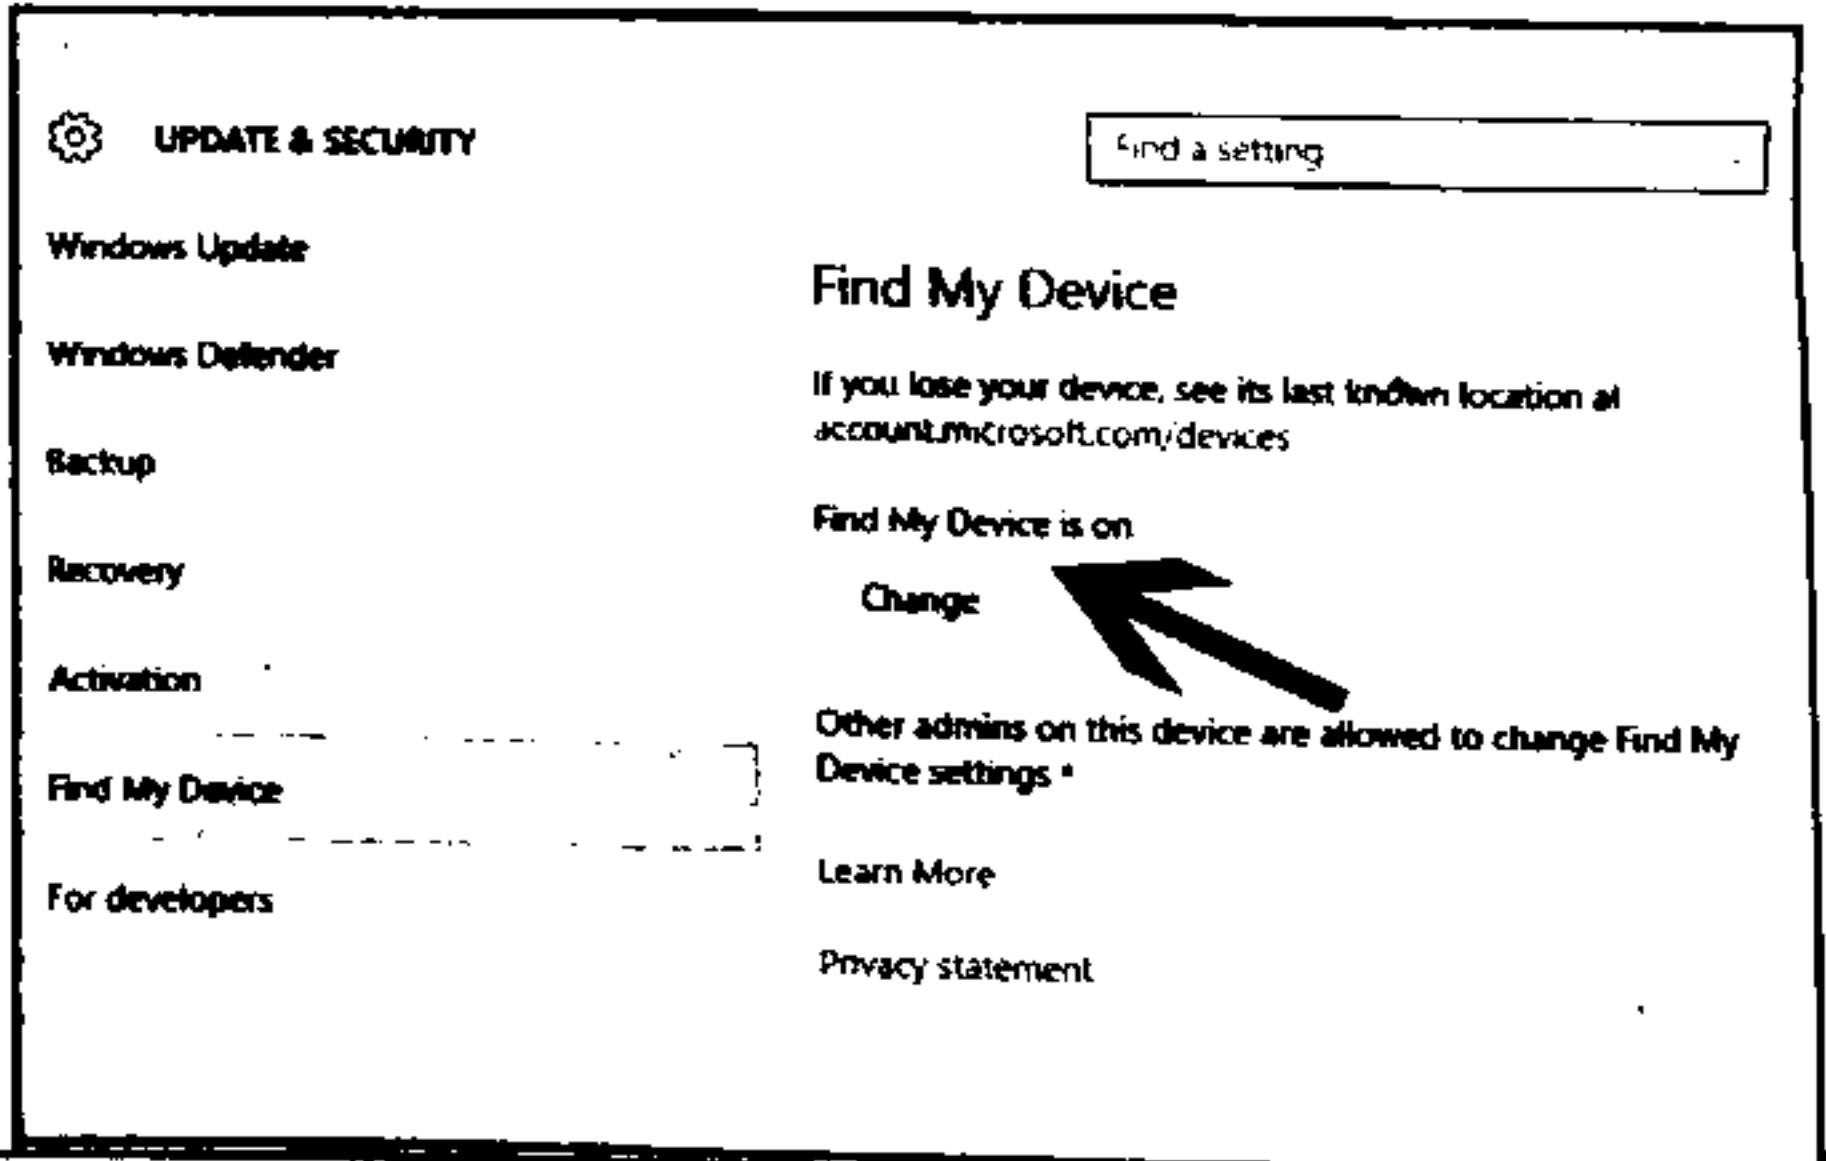 UPDATE & SECURITY
Find a setting
Windows Update
Windows Defender
Backup
Recovery
Activation
Find My Device
For developers
Find My Device
If you lose your device, see its last known location at
account.microsoft.com/devices
Find My Device is on
Change
Other admins on this device are allowed to change Find My
Device settings *
Learn More
Privacy statement